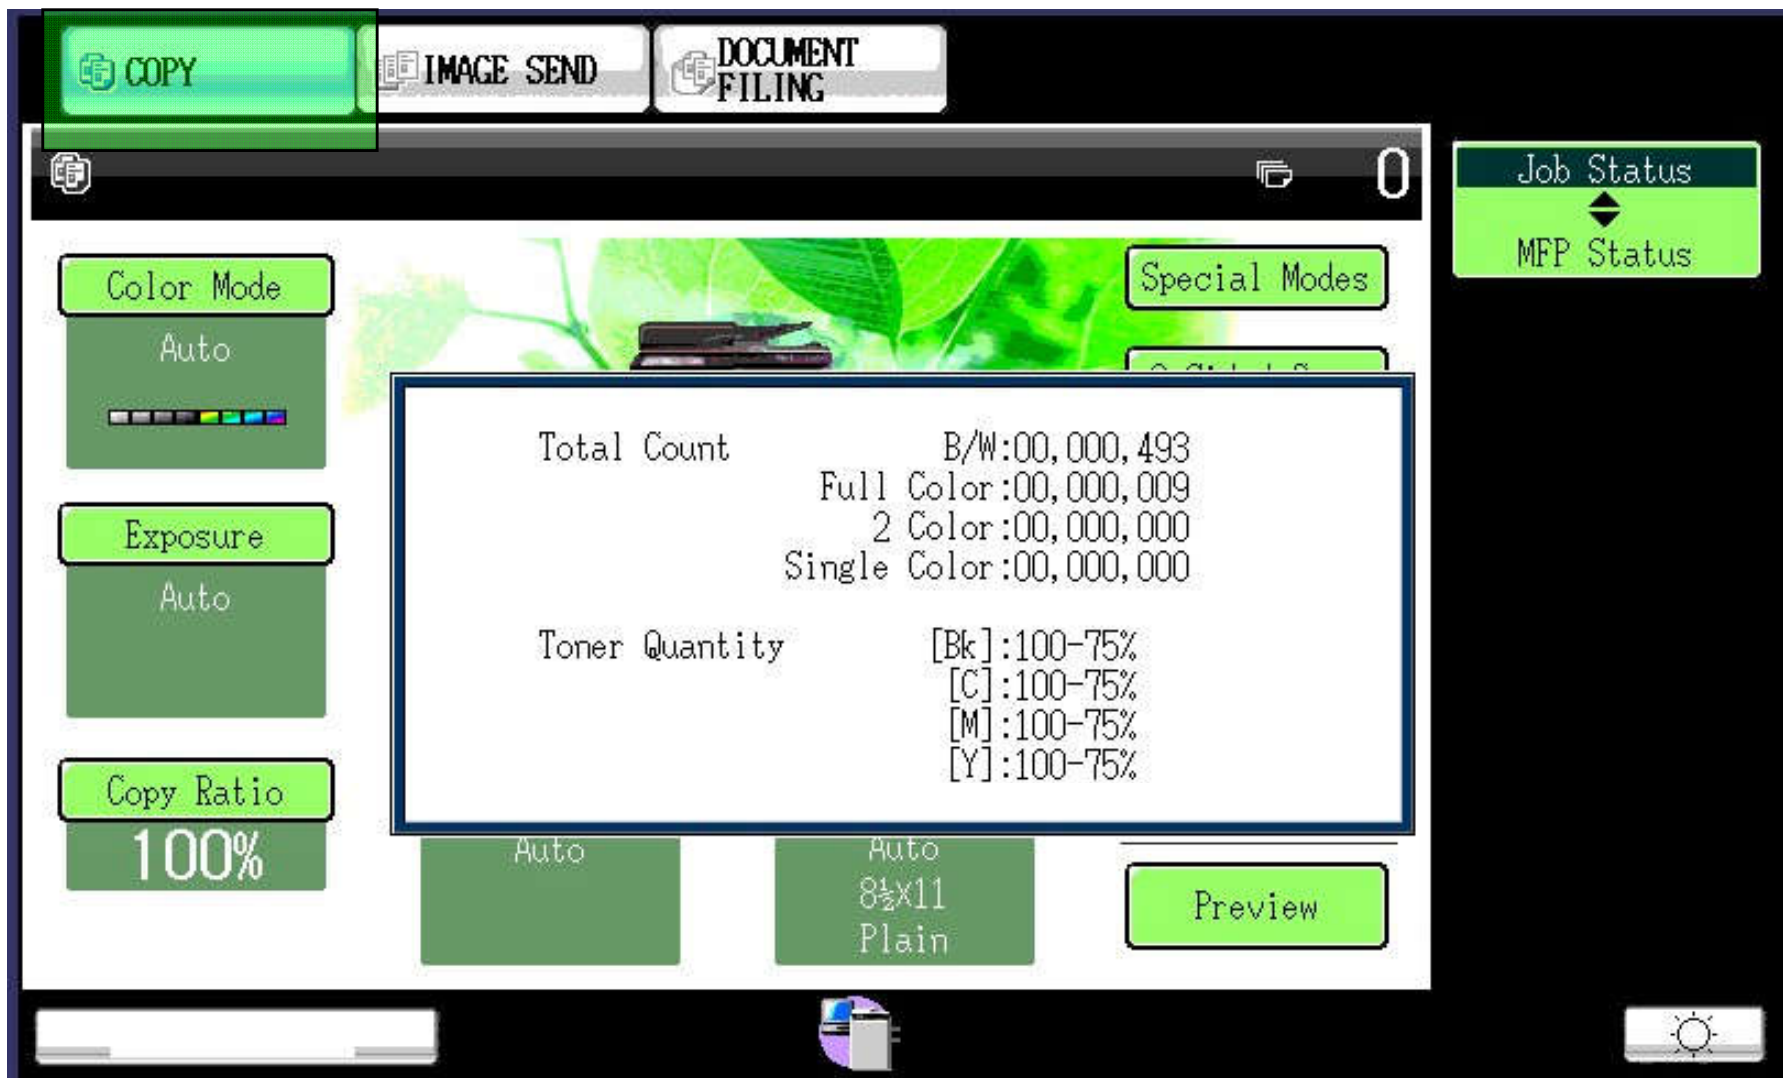 COPY
IMAGE SEND
DOCUMENT
FILING
0
Job Status
MFP Status
Color Mode
Auto
Special Modes
Total Count B/W:00,000,493
Full Color:00,000,009
2 Color:00,000,000
Single Color:00,000,000
Exposure
Auto
Toner Quantity [Bk]:100-75%
[C]:100-75%
[M]:100-75%
[Y]:100-75%
Copy Ratio
100%
Auto
Auto
8½X11
Plain
Preview